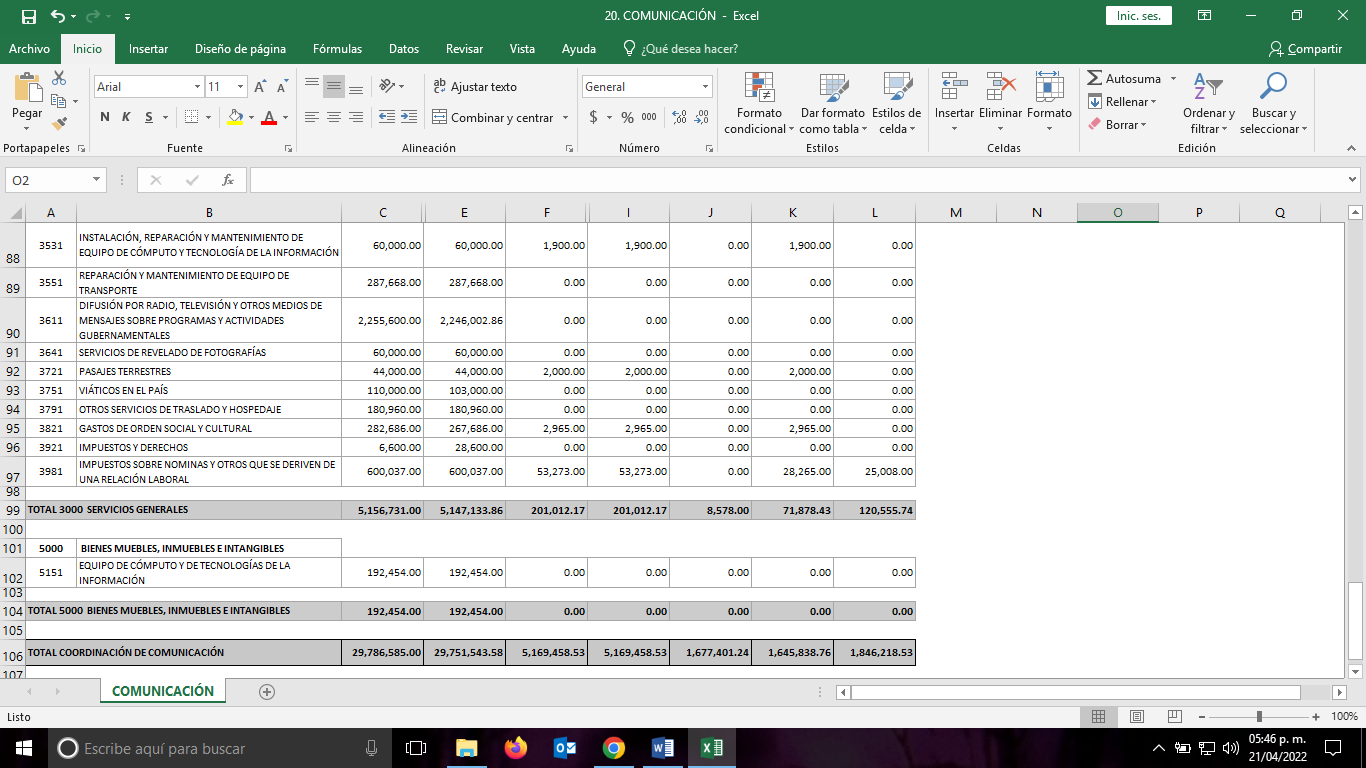 20. COMUNICACIÓN - Excel
Inic. ses.
Archivo Inicio Insertar Diseño de página Fórmulas Datos Revisar Vista Ayuda ¿Qué desea hacer? Compartir
Pegar
Portapapeles
Arial 11 A A
N K S A
Fuente
ab Ajustar texto
Combinar y centrar
Alineación
General
$ % 000
Número
Formato condicional
Dar formato como tabla
Estilos de celda
Estilos
Insertar Eliminar Formato
Celdas
Autosuma
Rellenar
Borrar
Ordenar y filtrar
Buscar y seleccionar
Edición
O2 fx
A B C E F I J K L M N O P Q
88 3531 INSTALACIÓN, REPARACIÓN Y MANTENIMIENTO DE
EQUIPO DE CÓMPUTO Y TECNOLOGÍA DE LA INFORMACIÓN 60,000.00 60,000.00 1,900.00 1,900.00 0.00 1,900.00 0.00
89 3551 REPARACIÓN Y MANTENIMIENTO DE EQUIPO DE
TRANSPORTE 287,668.00 287,668.00 0.00 0.00 0.00 0.00 0.00
90 3611 DIFUSIÓN POR RADIO, TELEVISIÓN Y OTROS MEDIOS DE
MENSAJES SOBRE PROGRAMAS Y ACTIVIDADES
GUBERNAMENTALES 2,255,600.00 2,246,002.86 0.00 0.00 0.00 0.00 0.00
91 3641 SERVICIOS DE REVELADO DE FOTOGRAFÍAS 60,000.00 60,000.00 0.00 0.00 0.00 0.00 0.00
92 3721 PASAJES TERRESTRES 44,000.00 44,000.00 2,000.00 2,000.00 0.00 2,000.00 0.00
93 3751 VIÁTICOS EN EL PAÍS 110,000.00 103,000.00 0.00 0.00 0.00 0.00 0.00
94 3791 OTROS SERVICIOS DE TRASLADO Y HOSPEDAJE 180,960.00 180,960.00 0.00 0.00 0.00 0.00 0.00
95 3821 GASTOS DE ORDEN SOCIAL Y CULTURAL 282,686.00 267,686.00 2,965.00 2,965.00 0.00 2,965.00 0.00
96 3921 IMPUESTOS Y DERECHOS 6,600.00 28,600.00 0.00 0.00 0.00 0.00 0.00
97 3981 IMPUESTOS SOBRE NOMINAS Y OTROS QUE SE DERIVEN DE
UNA RELACIÓN LABORAL 600,037.00 600,037.00 53,273.00 53,273.00 0.00 28,265.00 25,008.00
98
99 TOTAL 3000 SERVICIOS GENERALES 5,156,731.00 5,147,133.86 201,012.17 201,012.17 8,578.00 71,878.43 120,555.74
100
101 5000 BIENES MUEBLES, INMUEBLES E INTANGIBLES
102 5151 EQUIPO DE CÓMPUTO Y DE TECNOLOGÍAS DE LA
INFORMACIÓN 192,454.00 192,454.00 0.00 0.00 0.00 0.00 0.00
103
104 TOTAL 5000 BIENES MUEBLES, INMUEBLES E INTANGIBLES 192,454.00 192,454.00 0.00 0.00 0.00 0.00 0.00
105
106 TOTAL COORDINACIÓN DE COMUNICACIÓN 29,786,585.00 29,751,543.58 5,169,458.53 5,169,458.53 1,677,401.24 1,645,838.76 1,846,218.53
107
COMUNICACIÓN
Listo 100%
Escribe aquí para buscar
05:46 p. m.
21/04/2022